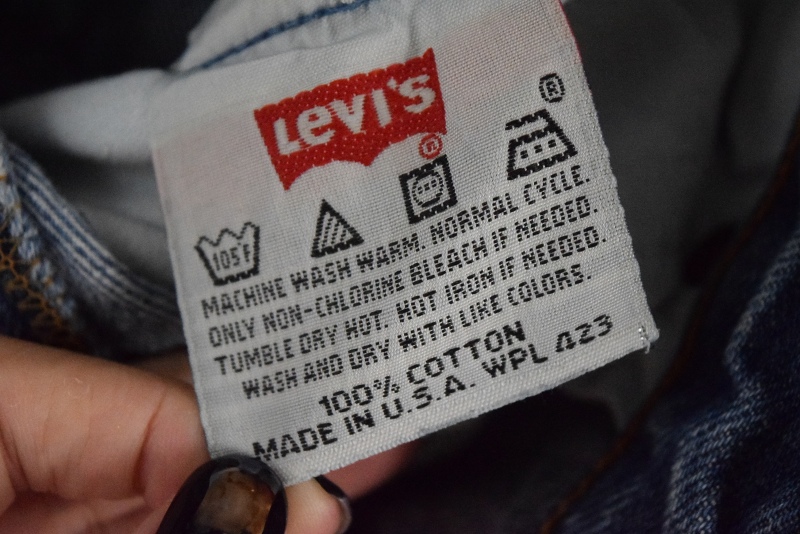 LEVI'S
®
®
105F
MACHINE WASH WARM. NORMAL CYCLE.
ONLY NON-CHLORINE BLEACH IF NEEDED.
TUMBLE DRY HOT. HOT IRON IF NEEDED.
WASH AND DRY WITH LIKE COLORS.
100% COTTON
MADE IN U.S.A. WPL 423